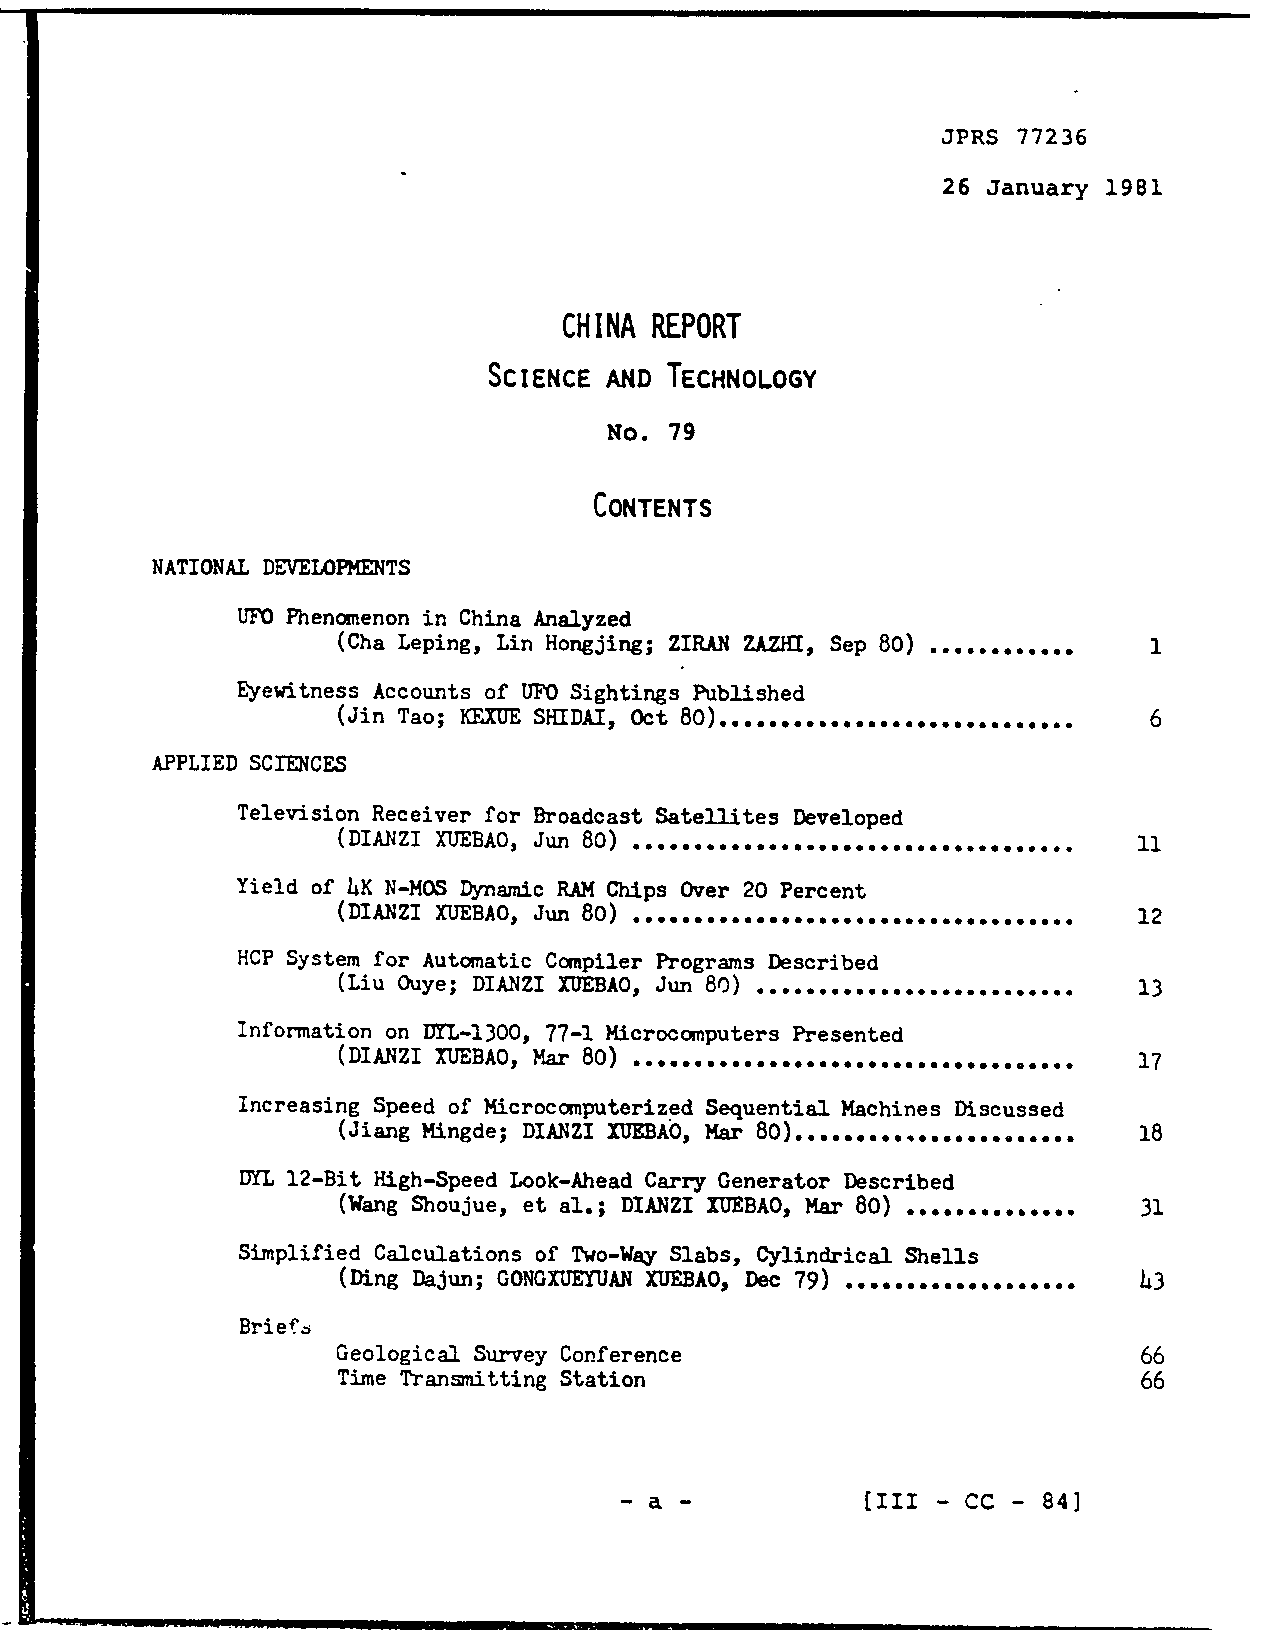 JPRS 77236
26 January 1981
CHINA REPORT
SCIENCE AND TECHNOLOGY
No. 79
CONTENTS
NATIONAL DEVELOPMENTS
UFO Phenomenon in China Analyzed
(Cha Leping, Lin Hongjing; ZIRAN ZAZHI, Sep 80) ............ 1
Eyewitness Accounts of UFO Sightings Published
(Jin Tao; KEXUE SHIDAI, Oct 80)............................. 6
APPLIED SCIENCES
Television Receiver for Broadcast Satellites Developed
(DIANZI XUEBAO, Jun 80) .................................... 11
Yield of 4K N-MOS Dynamic RAM Chips Over 20 Percent
(DIANZI XUEBAO, Jun 80) .................................... 12
HCP System for Automatic Compiler Programs Described
(Liu Ouye; DIANZI XUEBAO, Jun 80) .......................... 13
Information on DYL-1300, 77-1 Microcomputers Presented
(DIANZI XUEBAO, Mar 80) .................................... 17
Increasing Speed of Microcomputerized Sequential Machines Discussed
(Jiang Mingde; DIANZI XUEBAO, Mar 80)....................... 18
DYL 12-Bit High-Speed Look-Ahead Carry Generator Described
(Wang Shoujue, et al.; DIANZI XUEBAO, Mar 80) .............. 31
Simplified Calculations of Two-Way Slabs, Cylindrical Shells
(Ding Dajun; GONGXUEYUAN XUEBAO, Dec 79) ................... 43
Briefs
Geological Survey Conference 66
Time Transmitting Station 66
- a - [III - CC - 84]